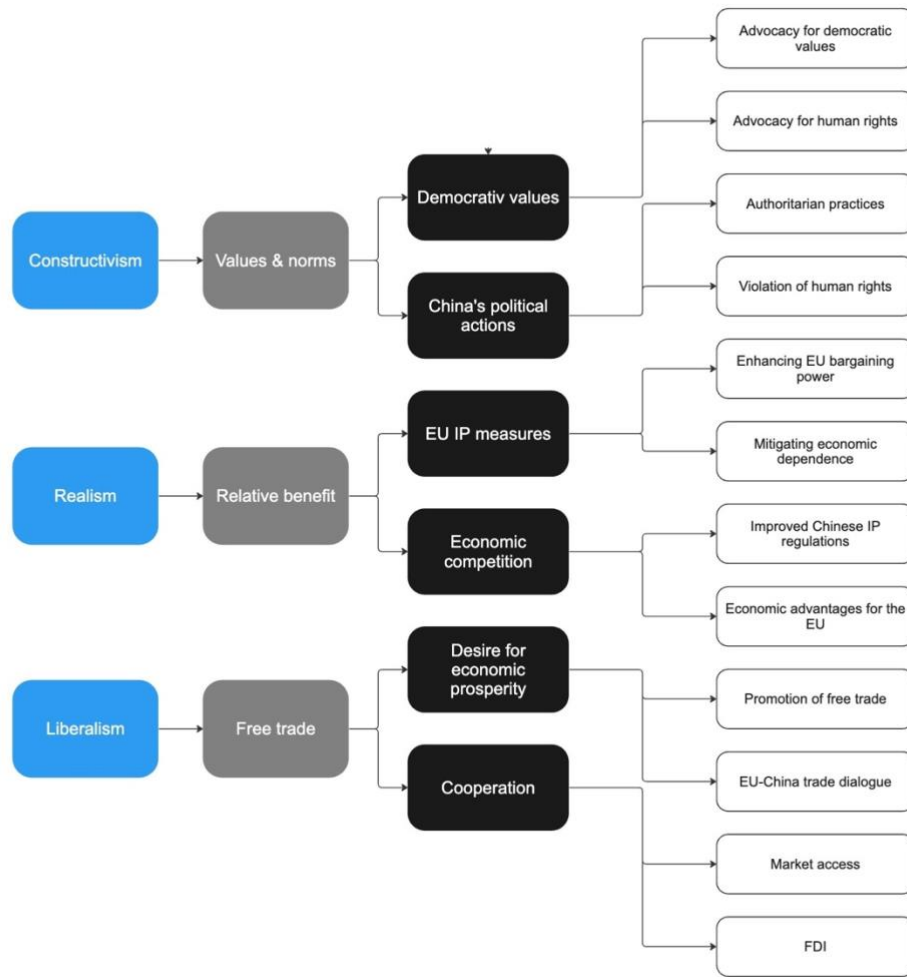 Advocacy for democratic
values
Advocacy for human rights
Democrativ values
Authoritarian practices
Constructivism
Values & norms
China's political
actions
Violation of human rights
Enhancing EU bargaining
power
EU IP measures
Mitigating economic
dependence
Realism
Relative benefit
Economic
competition
Improved Chinese IP
regulations
Economic advantages for the
EU
Desire for
economic
prosperity
Promotion of free trade
Liberalism
Free trade
Cooperation
EU-China trade dialogue
Market access
FDI